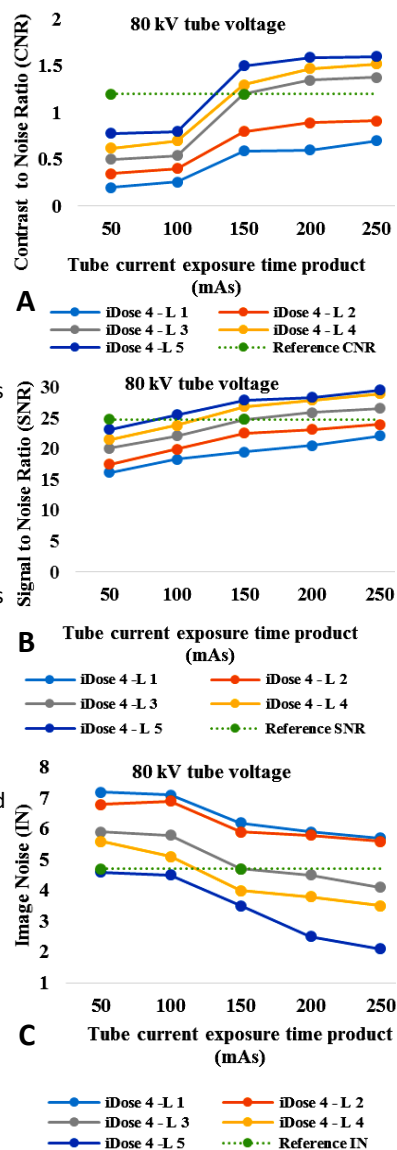 80 kV tube voltage
Contrast to Noise Ratio (CNR)
2
1.5
1
0.5
0
50 100 150 200 250
Tube current exposure time product
(mAs)
A
iDose 4 - L 1 iDose 4 - L 2
iDose 4 - L 3 iDose 4 - L 4
iDose 4 -L 5 Reference CNR
s
80 kV tube voltage
Signal to Noise Ratio (SNR)
30
25
20
15
10
5
0
50 100 150 200 250
s
Tube current exposure time product
(mAs)
B
iDose 4 -L 1 iDose 4 - L 2
iDose 4 -L 3 iDose 4 - L 4
iDose 4 - L 5 Reference SNR
80 kV tube voltage
d
Image Noise (IN)
8
7
6
5
4
3
2
1
50 100 150 200 250
Tube current exposure time product
(mAs)
C
iDose 4 - L 1 iDose 4 - L 2
iDose 4 - L 3 iDose 4 - L 4
iDose 4 -L 5 Reference IN